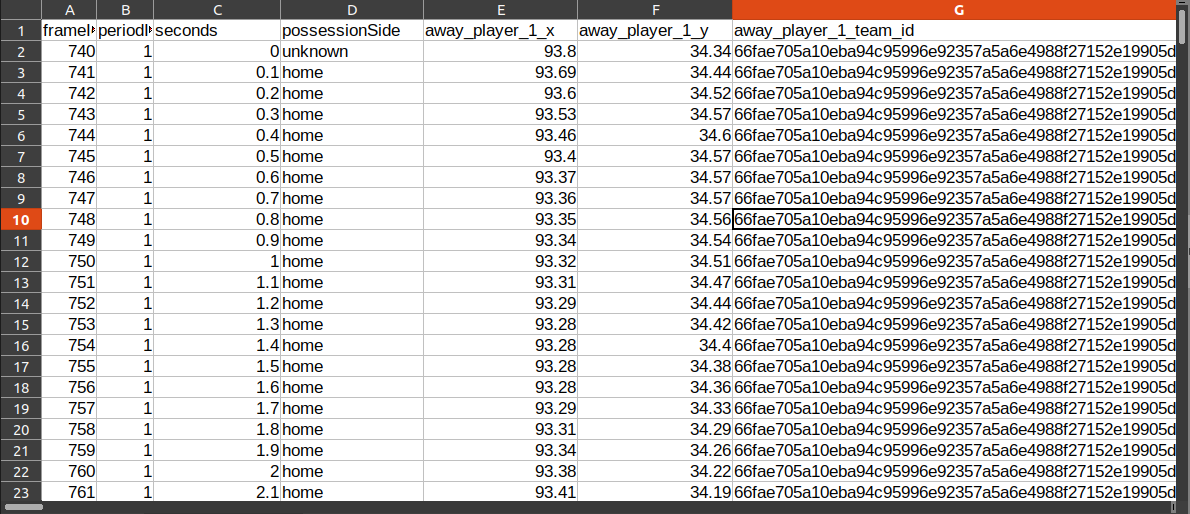 A B C D E F G
1 frameI periodI seconds possessionSide away_player_1_x away_player_1_y away_player_1_team_id
2 740 1 0 unknown 93.8 34.34 66fae705a10eba94c95996e92357a5a6e4988f27152e19905d
3 741 1 0.1 home 93.69 34.44 66fae705a10eba94c95996e92357a5a6e4988f27152e19905d
4 742 1 0.2 home 93.6 34.52 66fae705a10eba94c95996e92357a5a6e4988f27152e19905d
5 743 1 0.3 home 93.53 34.57 66fae705a10eba94c95996e92357a5a6e4988f27152e19905d
6 744 1 0.4 home 93.46 34.6 66fae705a10eba94c95996e92357a5a6e4988f27152e19905d
7 745 1 0.5 home 93.4 34.57 66fae705a10eba94c95996e92357a5a6e4988f27152e19905d
8 746 1 0.6 home 93.37 34.57 66fae705a10eba94c95996e92357a5a6e4988f27152e19905d
9 747 1 0.7 home 93.36 34.57 66fae705a10eba94c95996e92357a5a6e4988f27152e19905d
10 748 1 0.8 home 93.35 34.56 66fae705a10eba94c95996e92357a5a6e4988f27152e19905d
11 749 1 0.9 home 93.34 34.54 66fae705a10eba94c95996e92357a5a6e4988f27152e19905d
12 750 1 1 home 93.32 34.51 66fae705a10eba94c95996e92357a5a6e4988f27152e19905d
13 751 1 1.1 home 93.31 34.47 66fae705a10eba94c95996e92357a5a6e4988f27152e19905d
14 752 1 1.2 home 93.29 34.44 66fae705a10eba94c95996e92357a5a6e4988f27152e19905d
15 753 1 1.3 home 93.28 34.42 66fae705a10eba94c95996e92357a5a6e4988f27152e19905d
16 754 1 1.4 home 93.28 34.4 66fae705a10eba94c95996e92357a5a6e4988f27152e19905d
17 755 1 1.5 home 93.28 34.38 66fae705a10eba94c95996e92357a5a6e4988f27152e19905d
18 756 1 1.6 home 93.28 34.36 66fae705a10eba94c95996e92357a5a6e4988f27152e19905d
19 757 1 1.7 home 93.29 34.33 66fae705a10eba94c95996e92357a5a6e4988f27152e19905d
20 758 1 1.8 home 93.31 34.29 66fae705a10eba94c95996e92357a5a6e4988f27152e19905d
21 759 1 1.9 home 93.34 34.26 66fae705a10eba94c95996e92357a5a6e4988f27152e19905d
22 760 1 2 home 93.38 34.22 66fae705a10eba94c95996e92357a5a6e4988f27152e19905d
23 761 1 2.1 home 93.41 34.19 66fae705a10eba94c95996e92357a5a6e4988f27152e19905d